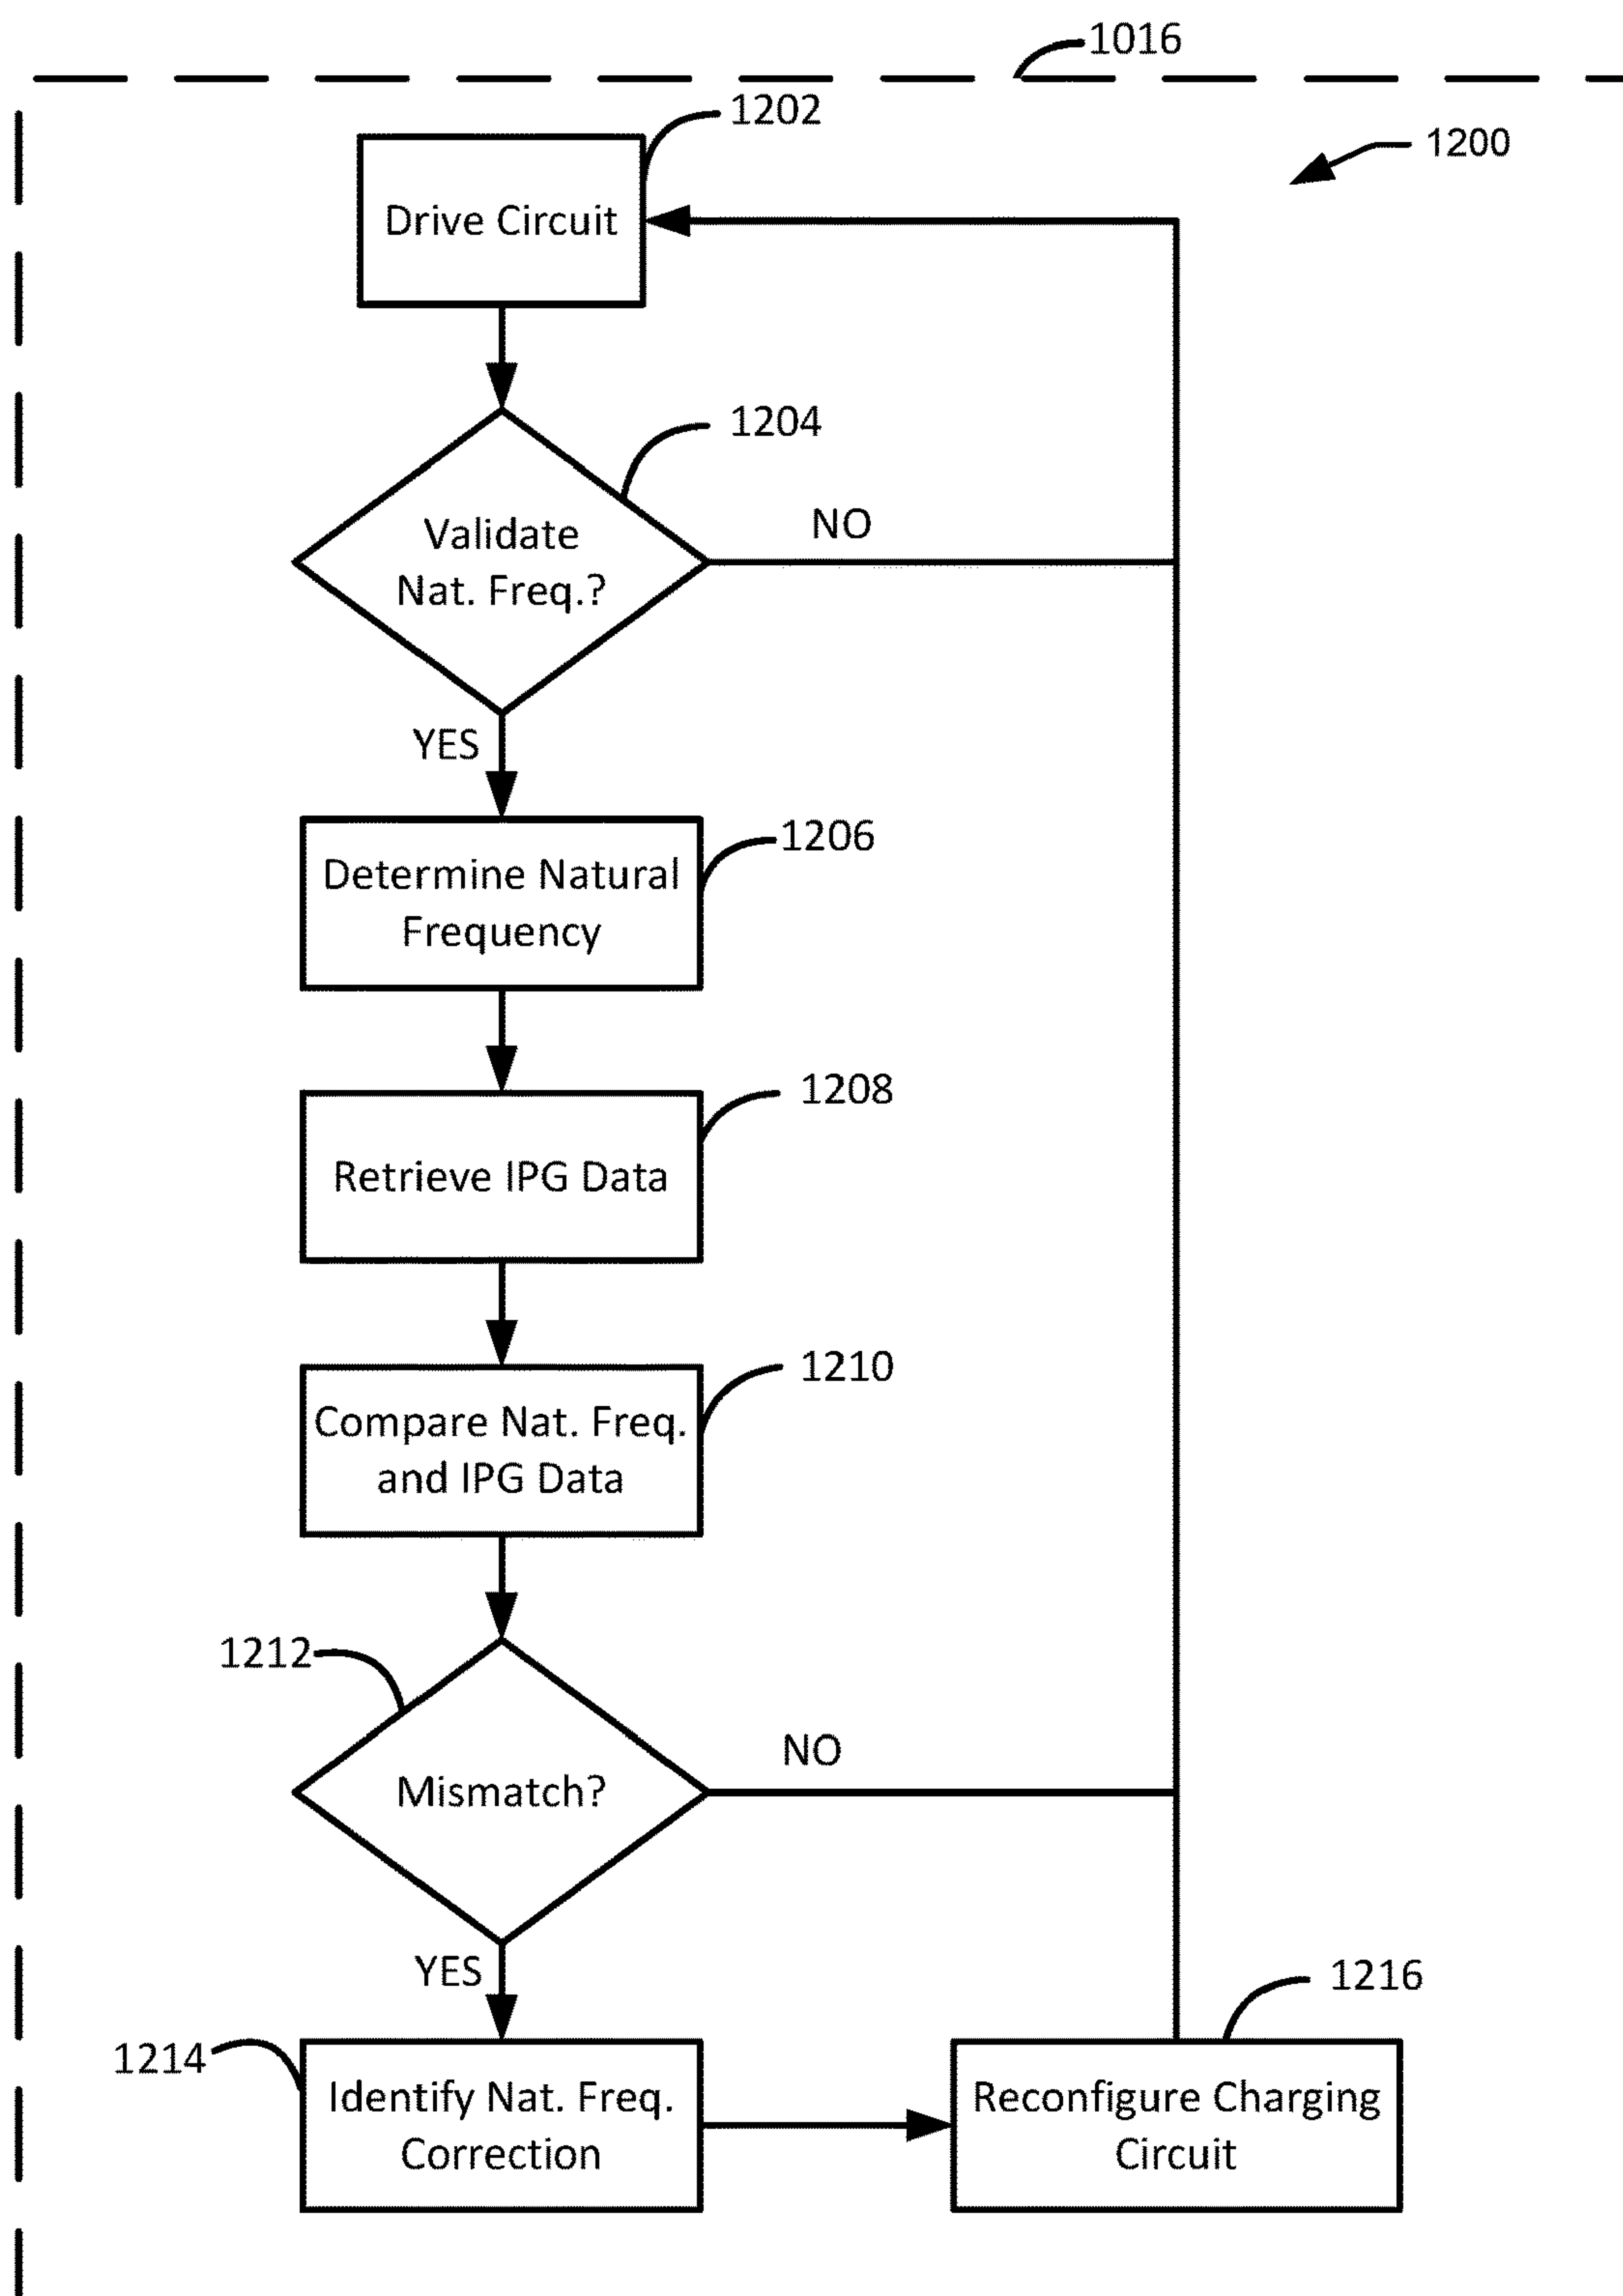 1016
1202
1200
Drive Circuit
1204
NO
Validate
Nat. Freq.?
YES
1206
Determine Natural
Frequency
1208
Retrieve IPG Data
1210
Compare Nat. Freq.
and IPG Data
1212
NO
Mismatch?
YES
1216
1214
Identify Nat. Freq.
Correction
Reconfigure Charging
Circuit